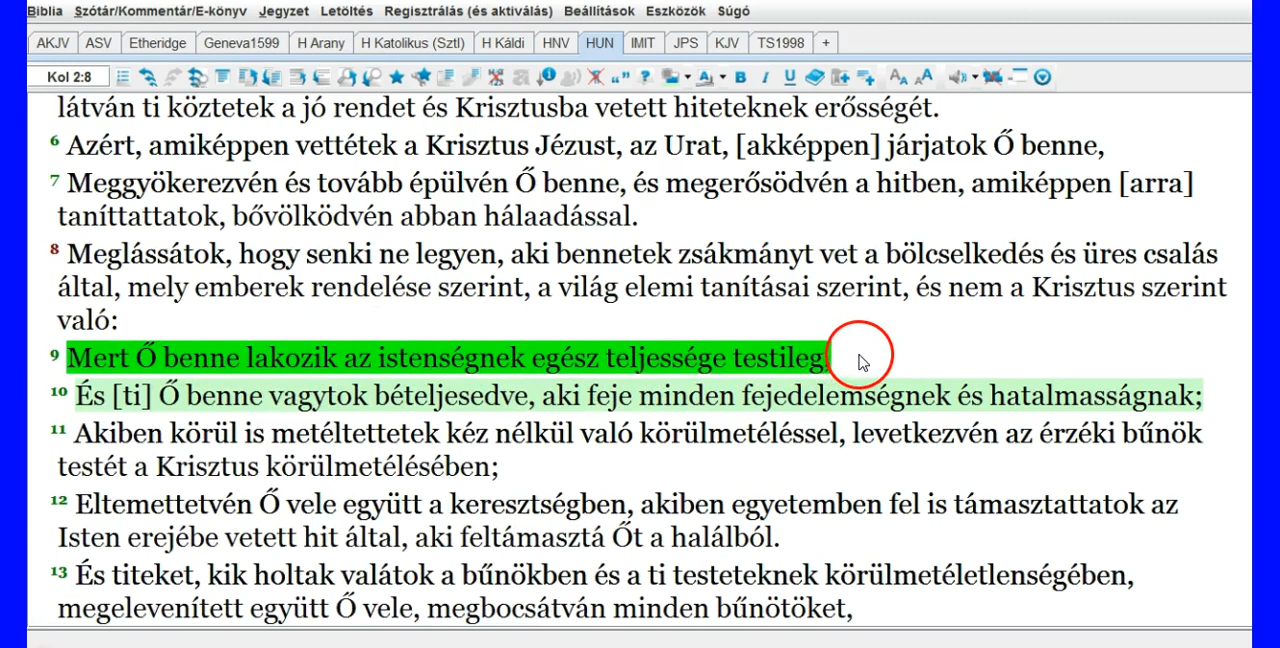 Biblia Szótár/Kommentár/E-könyv Jegyzet Letöltés Regisztrálás (és aktiválás) Beállítások Eszközök Súgó
AKJV ASV Etheridge Geneva1599 H Arany H Katolikus (Sztl) H Káldi HNV HUN IMIT JPS KJV TS1998 +
Kol 2:8
látván ti köztetek a jó rendet és Krisztusba vetett hiteteknek erősségét.
6 Azért, amiképpen vettétek a Krisztus Jézust, az Urat, [akképpen] járjatok Ő benne,
7 Meggyökerezvén és tovább épülvén Ő benne, és megerősödvén a hitben, amiképpen [arra]
taníttattatok, bővölködvén abban hálaadással.
8 Meglássátok, hogy senki ne legyen, aki bennetek zsákmányt vet a bölcselkedés és üres csalás
által, mely emberek rendelése szerint, a világ elemi tanításai szerint, és nem a Krisztus szerint
való:
9 Mert Ő benne lakozik az istenségnek egész teljessége testileg,
10 És [ti] Ő benne vagytok bételjesedve, aki feje minden fejedelemségnek és hatalmasságnak;
11 Akiben körül is metéltettetek kéz nélkül való körülmetéléssel, levetkezvén az érzéki bűnök
testét a Krisztus körülmetélésében;
12 Eltemettetvén Ő vele együtt a keresztségben, akiben egyetemben fel is támasztattatok az
Isten erejébe vetett hit által, aki feltámasztá Őt a halálból.
13 És titeket, kik holtak valátok a bűnökben és a ti testeteknek körülmetéletlenségében,
megelevenített együtt Ő vele, megbocsátván minden bűnötöket,